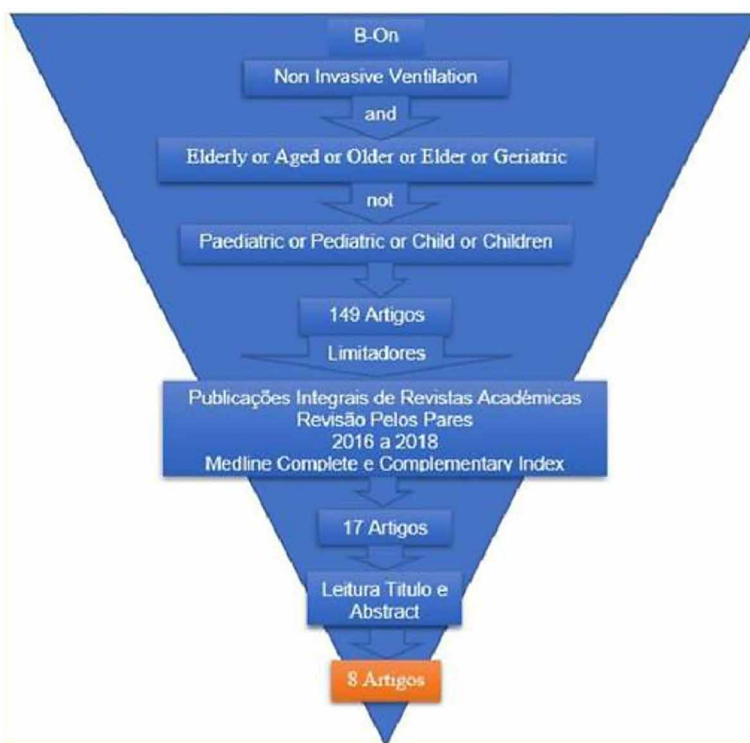 B-On
Non Invasive Ventilation
and
Elderly or Aged or Older or Elder or Geriatric
not
Paediatric or Pediatric or Child or Children
149 Artigos
Limitadores
Publicações Integrais de Revistas Académicas
Revisão Pelos Pares
2016 a 2018
Medline Complete e Complementary Index
17 Artigos
Leitura Titulo e
Abstract
8 Artigos